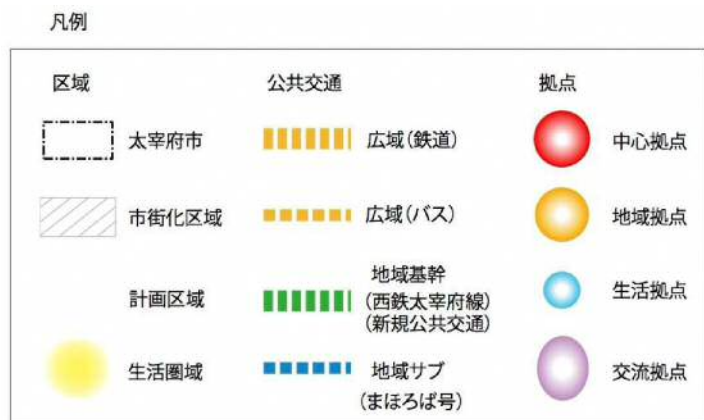 凡例
区域
公共交通
拠点
太宰府市
広域(鉄道)
中心拠点
市街化区域
広域(バス)
地域拠点
計画区域
地域基幹
(西鉄太宰府線)
(新規公共交通)
生活拠点
生活圏域
地域サブ
(まほろば号)
交流拠点